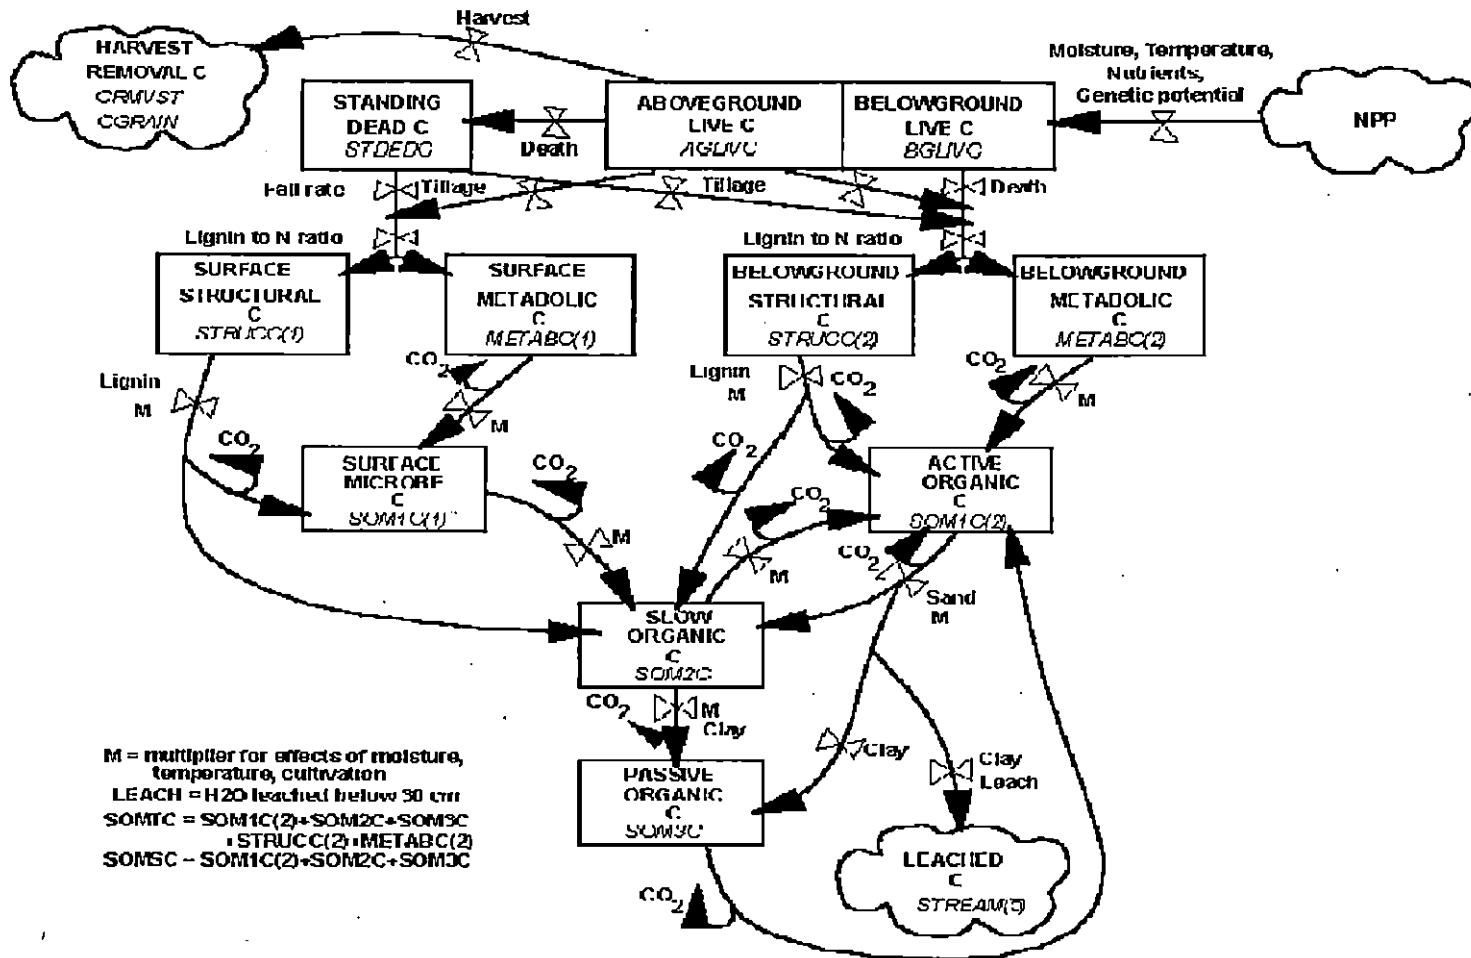 Harvest
HARVEST
REMOVAL C
CRMVST
CGRAIN
Moisture, Temperature,
Nutrients,
Genetic potential
NPP
STANDING
DEAD C
STDEDC
Death
ABOVEGROUND
LIVE C
AGLIVC
BELOWGROUND
LIVE C
BGLIVC
Fall rate
Tillage
Tillage
Death
Lignin to N ratio
Lignin to N ratio
SURFACE
STRUCTURAL
C
STRUCC(1)
SURFACE
METABOLIC
C
METABC(1)
BELOWGROUND
STRUCTURAL
C
STRUCC(2)
BELOWGROUND
METABOLIC
C
METABC(2)
Lignin
M
CO2
M
Lignin
M
CO2
CO2
M
CO2
SURFACE
MICROBE
C
SOM1C(1)
CO2
CO2
CO2
ACTIVE
ORGANIC
C
SOM1C(2)
M
M
CO2
Sand
M
SLOW
ORGANIC
C
SOM2C
CO2
M
Clay
Clay
Clay
Leach
PASSIVE
ORGANIC
C
SOM3C
M = multiplier for effects of moisture,
temperature, cultivation
LEACH = H2O leached below 30 cm
SOMTC = SOM1C(2)+SOM2C+SOM3C
+STRUCC(2)+METABC(2)
SOMSC = SOM1C(2)+SOM2C+SOM3C
CO2
LEACHED
C
STREAM(5)